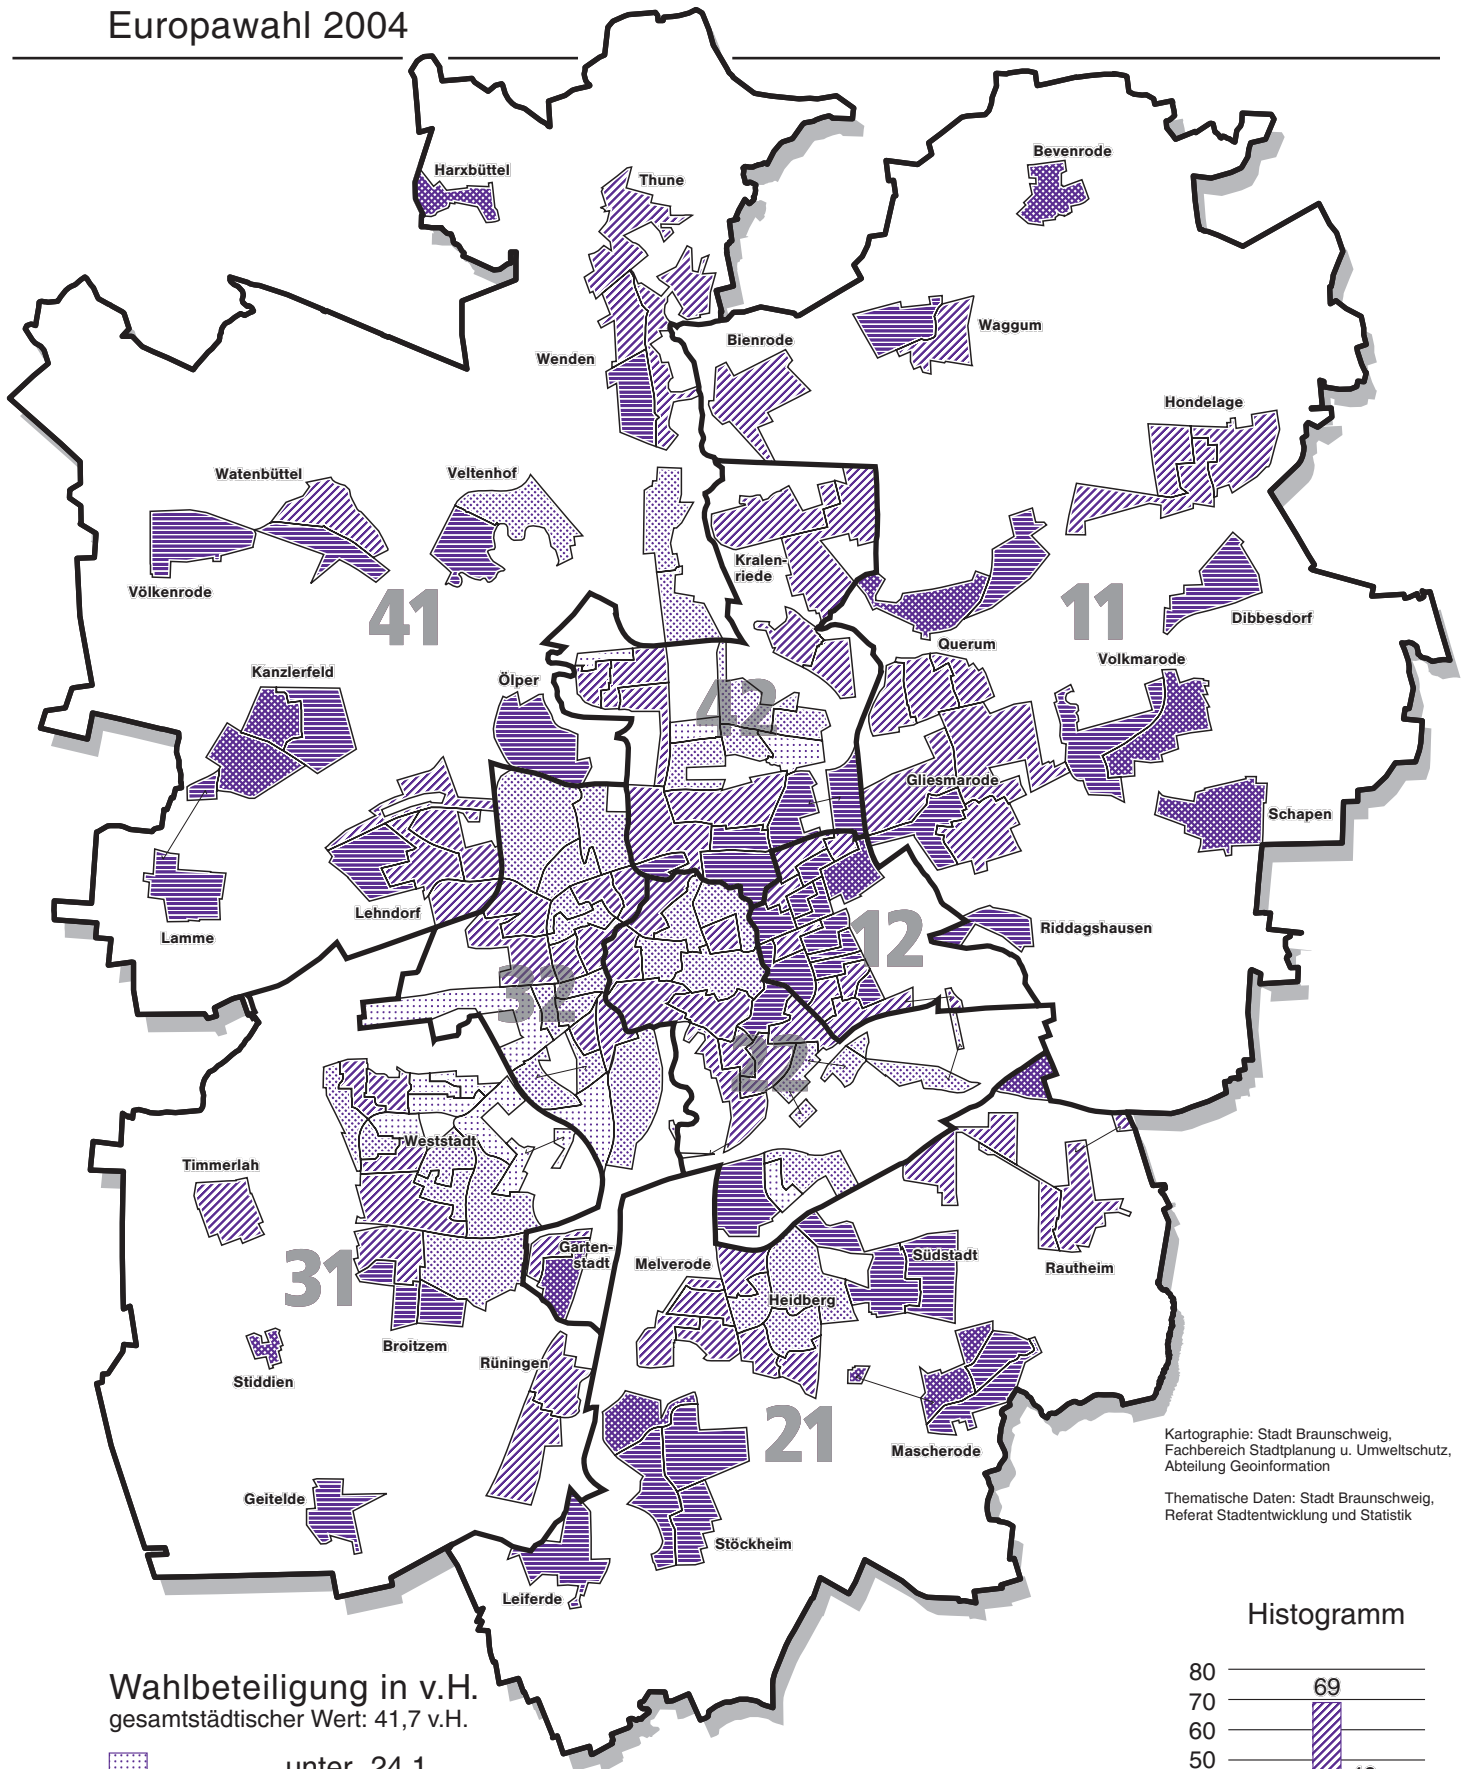 Europawahl 2004
Bevenrode
Harxbüttel
Thune
Waggum
Bienrode
Wenden
Hondelage
Watenbüttel
Veltenhof
Kralen-
riede
Völkenrode
41
11
Dibbesdorf
Querum
Volkmarode
Kanzlerfeld
Ölper
42
Gliesmarode
Schapen
Lehndorf
Lamme
12
Riddagshausen
32
22
Weststadt
Timmerlah
Garten-
stadt
Südstadt
Melverode
Rautheim
31
Heidberg
Broitzem
Rüningen
Stiddien
21
Mascherode
Kartographie: Stadt Braunschweig,
Fachbereich Stadtplanung u. Umweltschutz,
Abteilung Geoinformation
Thematische Daten: Stadt Braunschweig,
Referat Stadtentwicklung und Statistik
Geitelde
Stöckheim
Leiferde
Histogramm
Wahlbeteiligung in v.H.
gesamtstädtischer Wert: 41,7 v.H.
unter 24,1
80
70
60
50
69